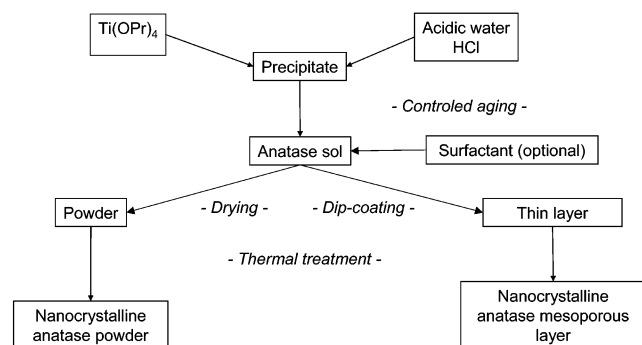 Ti(OPr)4
Acidic water
HCl
Precipitate
- Controled aging -
Anatase sol
Surfactant (optional)
Powder
- Drying -
- Dip-coating -
Thin layer
- Thermal treatment -
Nanocrystalline
anatase powder
Nanocrystalline
anatase mesoporous
layer